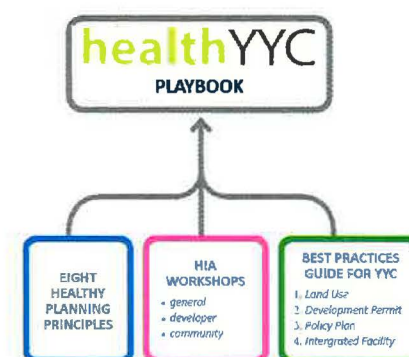 healthYYC
PLAYBOOK
EIGHT
HEALTHY
PLANNING
PRINCIPLES
HIA
WORKSHOPS
• general
• developer
• community
BEST PRACTICES
GUIDE FOR YYC
1. Land Use
2. Development Permit
3. Policy Plan
4. Intergrated Facility